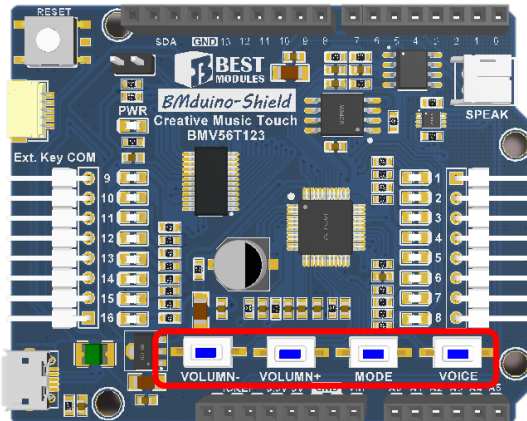 RESET
SDA GND 13 12 11 10 9 8 7 6 5 4 3 2 1 0
BEST
MODULES
PWR
BMduino-Shield
Creative Music Touch
BMV56T123
SPEAK
Ext. Key COM
9
10
11
12
13
14
15
16
1
2
3
4
5
6
7
8
VOLUMN-
VOLUMN+
MODE
VOICE